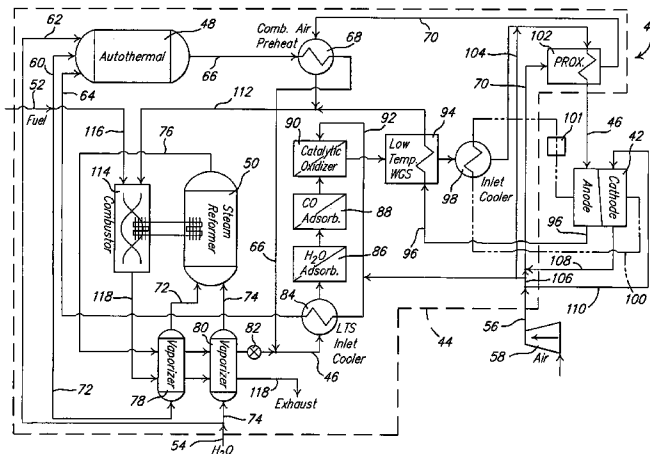 62
48
Comb. Air
Preheat
68
70
102
4
60
Autothermal
66
104
PROX.
64
70
52
Fuel
112
92
94
46
116
76
90
101
42
114
50
Catalytic
Oxidizer
Low
Temp.
WGS
98
Inlet
Cooler
Combustor
Steam
Reformer
CO
Adsorb.
88
Anode
Cathode
66
96
96
H2O
Adsorb.
86
108
118
72
74
84
106
100
80
82
LTS
Inlet
Cooler
110
Vaporizer
Vaporizer
56
44
46
58
Air
72
78
118
Exhaust
74
54
H2O